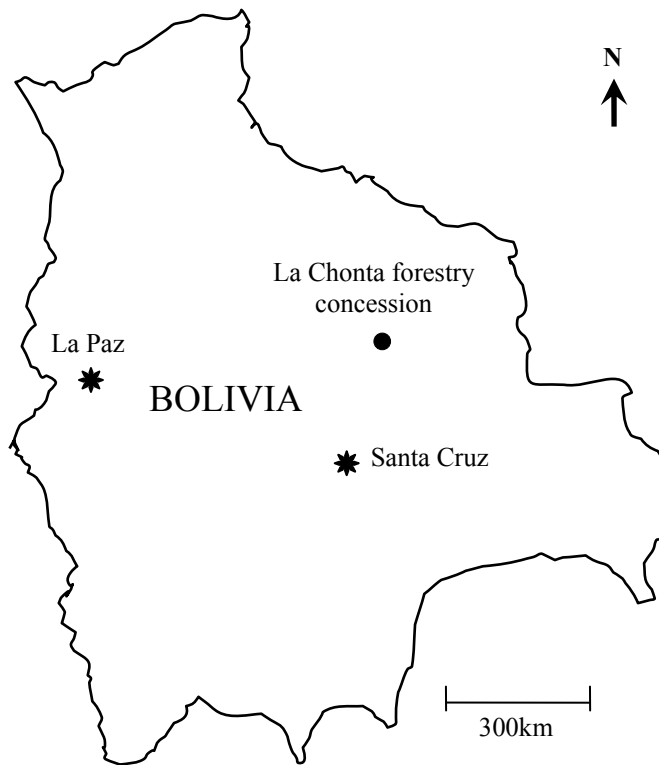 N
La Chonta forestry
concession
La Paz
BOLIVIA
Santa Cruz
300km